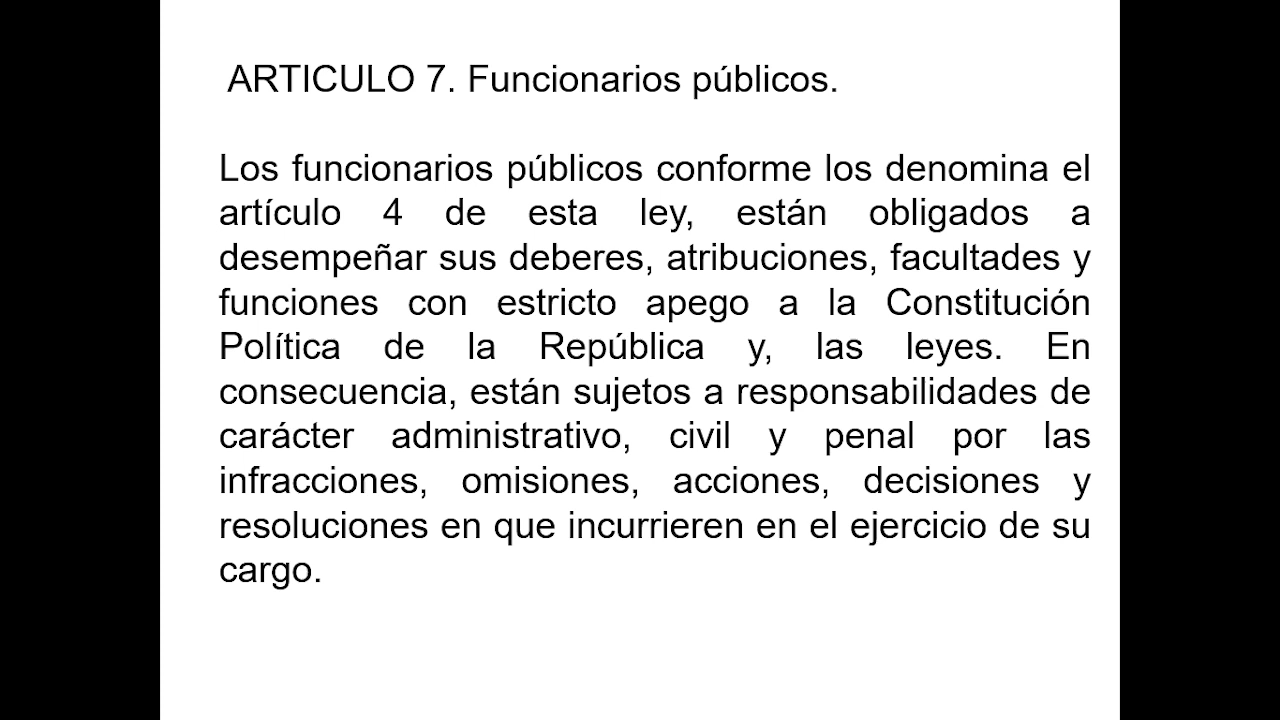 ARTICULO 7. Funcionarios públicos.
Los funcionarios públicos conforme los denomina el
artículo 4 de esta ley, están obligados a
desempeñar sus deberes, atribuciones, facultades y
funciones con estricto apego a la Constitución
Política de la República y, las leyes. En
consecuencia, están sujetos a responsabilidades de
carácter administrativo, civil y penal por las
infracciones, omisiones, acciones, decisiones y
resoluciones en que incurrieren en el ejercicio de su
cargo.